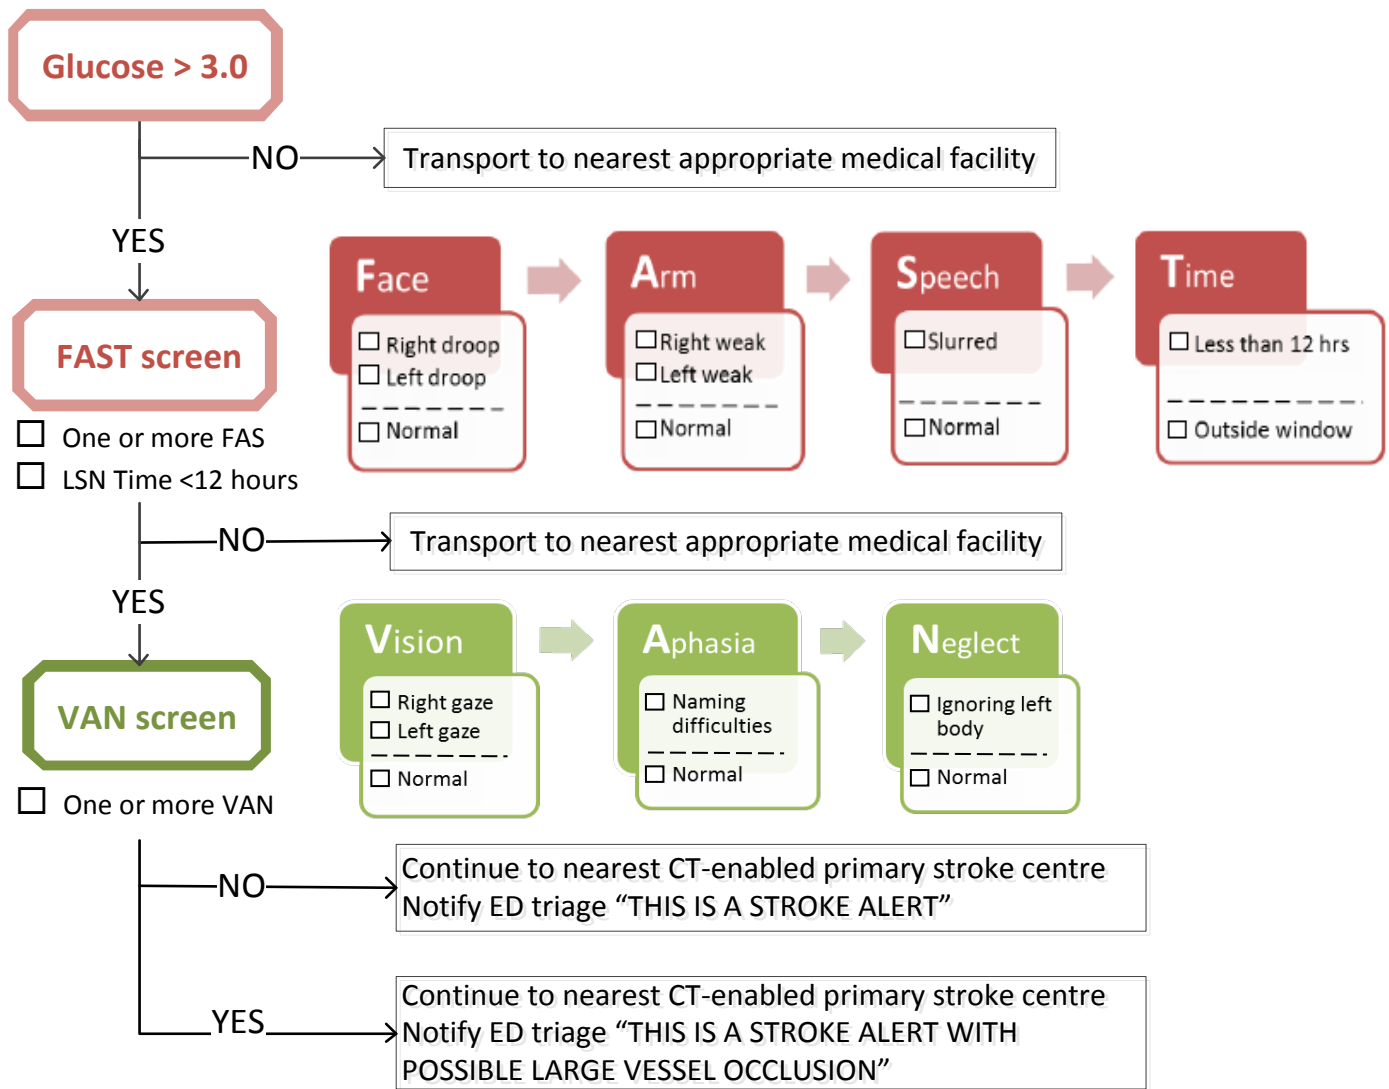 Glucose > 3.0
NO
Transport to nearest appropriate medical facility
YES
FAST screen
Face
Right droop
Left droop
Normal
Arm
Right weak
Left weak
Normal
Speech
Slurred
Normal
Time
Less than 12 hrs
Outside window
One or more FAS
LSN Time <12 hours
NO
Transport to nearest appropriate medical facility
YES
VAN screen
Vision
Right gaze
Left gaze
Normal
Aphasia
Naming
difficulties
Normal
Neglect
Ignoring left
body
Normal
One or more VAN
NO
Continue to nearest CT-enabled primary stroke centre
Notify ED triage “THIS IS A STROKE ALERT”
YES
Continue to nearest CT-enabled primary stroke centre
Notify ED triage “THIS IS A STROKE ALERT WITH
POSSIBLE LARGE VESSEL OCCLUSION”